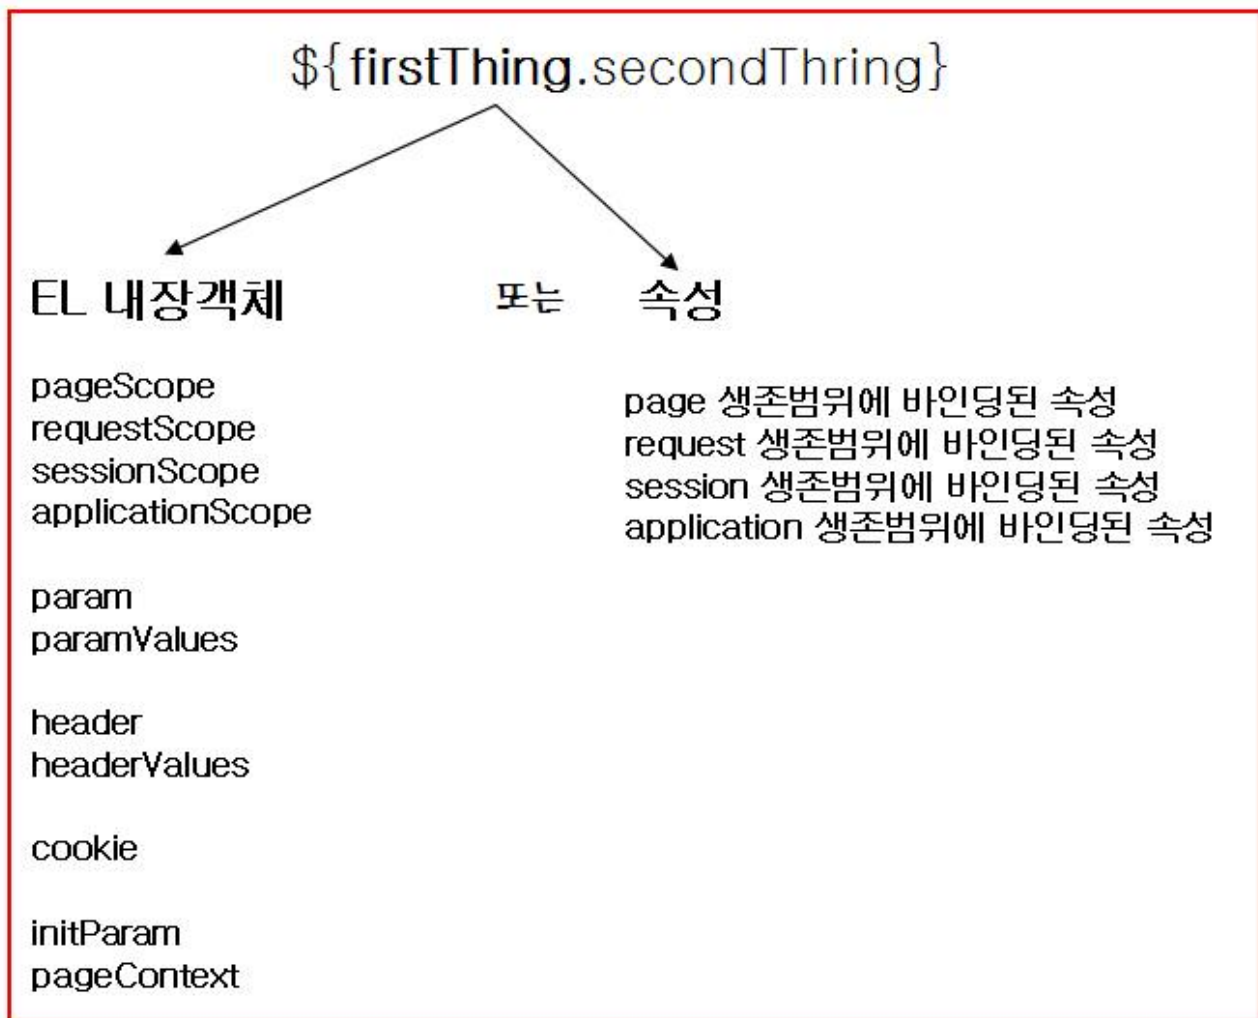 ${firstThing.secondThring}
EL 내장객체 또는 속성
pageScope
requestScope
sessionScope
applicationScope
param
paramValues
header
headerValues
cookie
initParam
pageContext
page 생존범위에 바인딩된 속성
request 생존범위에 바인딩된 속성
session 생존범위에 바인딩된 속성
application 생존범위에 바인딩된 속성